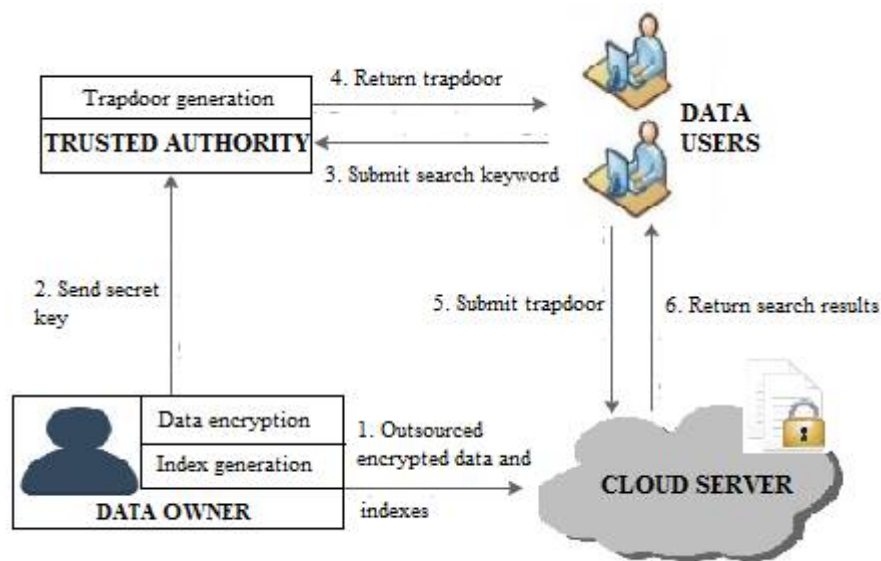 4. Return trapdoor
Trapdoor generation
TRUSTED AUTHORITY
DATA
USERS
3. Submit search keyword
2. Send secret
key
5. Submit trapdoor
6. Return search results
Data encryption
Index generation
DATA OWNER
1. Outsourced
encrypted data and
indexes
CLOUD SERVER